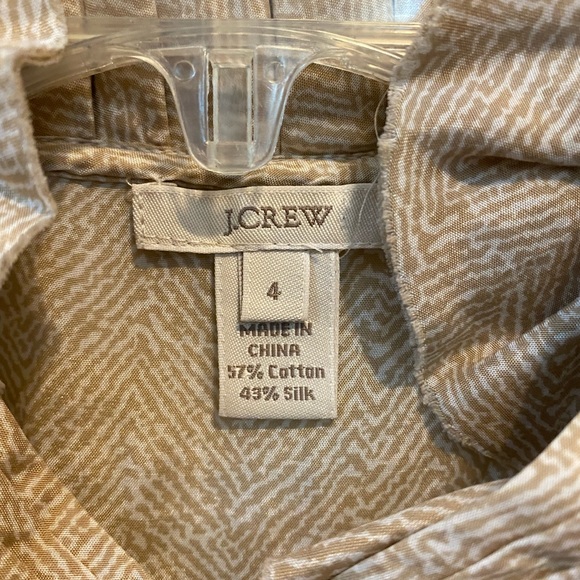 J.CREW
4
MADE IN
CHINA
57% Cotton
43% Silk